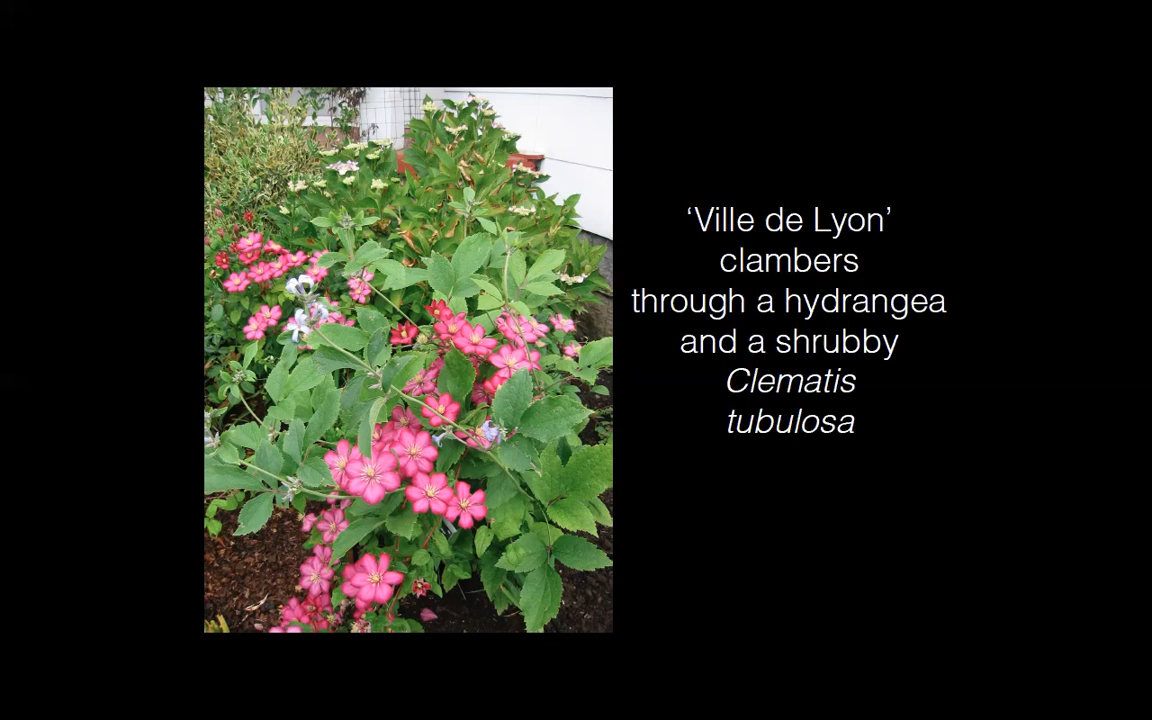 ‘Ville de Lyon’
clambers
through a hydrangea
and a shrubby
Clematis
tubulosa